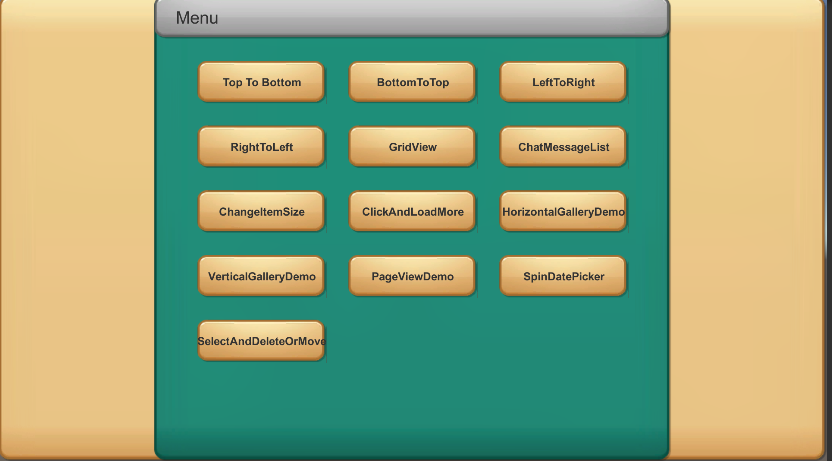 Menu
Top To Bottom
BottomToTop
LeftToRight
RightToLeft
GridView
ChatMessageList
ChangeItemSize
ClickAndLoadMore
HorizontalGalleryDemo
VerticalGalleryDemo
PageViewDemo
SpinDatePicker
SelectAndDeleteOrMove